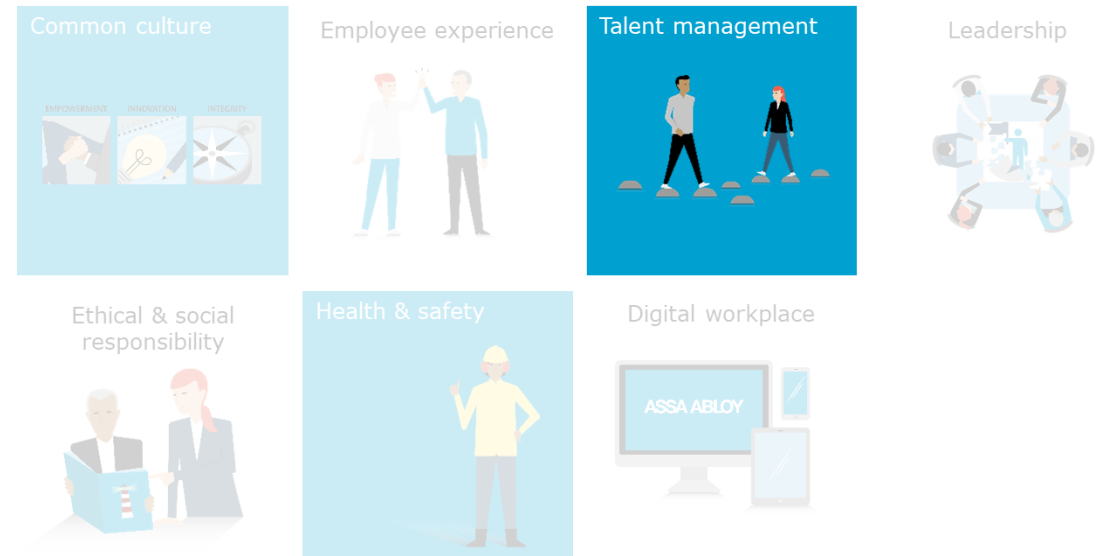 Common culture
EMPOWERMENT
INNOVATION
INTEGRITY
Employee experience
Talent management
Leadership
Ethical & social
responsibility
Health & safety
Digital workplace
ASSA ABLOY